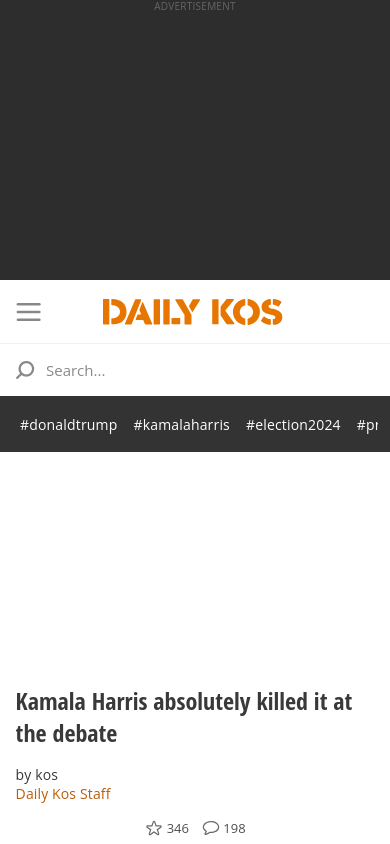 ADVERTISEMENT
DAILY KOS
Search...
#donaldtrump #kamalaharris #election2024
Kamala Harris absolutely killed it at
the debate
by kos
Daily Kos Staff
346 198